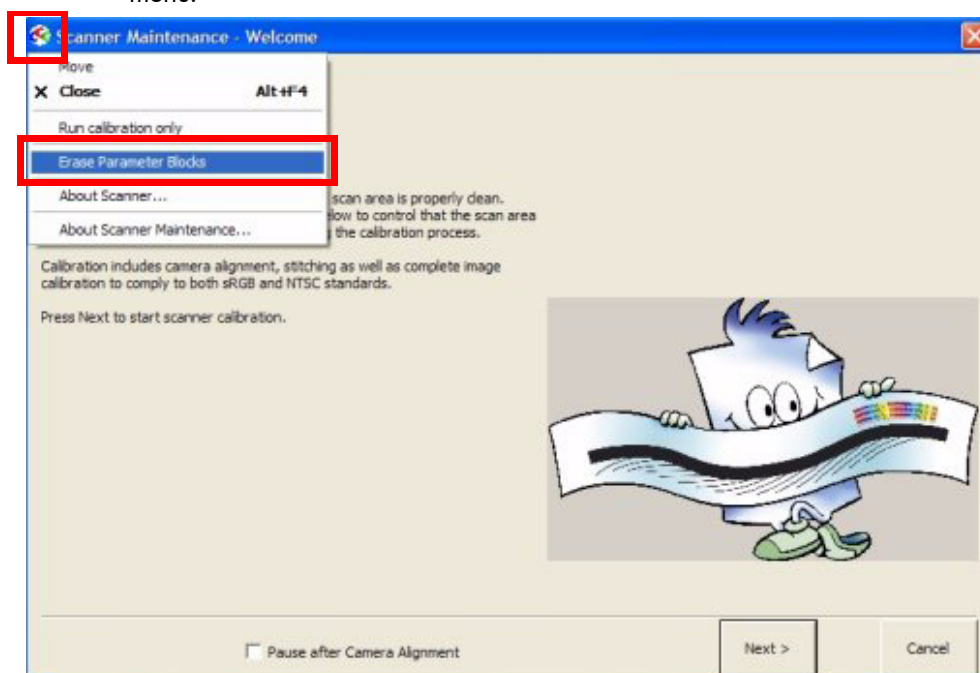 Scanner Maintenance - Welcome
Move
X Close Alt+F4
Run calibration only
Erase Parameter Blocks
About Scanner...
About Scanner Maintenance...
scan area is properly clean.
to control that the scan area
the calibration process.
Calibration includes camera alignment, stitching as well as complete image
calibration to comply to both sRGB and NTSC standards.
Press Next to start scanner calibration.
Pause after Camera Alignment
Next >
Cancel